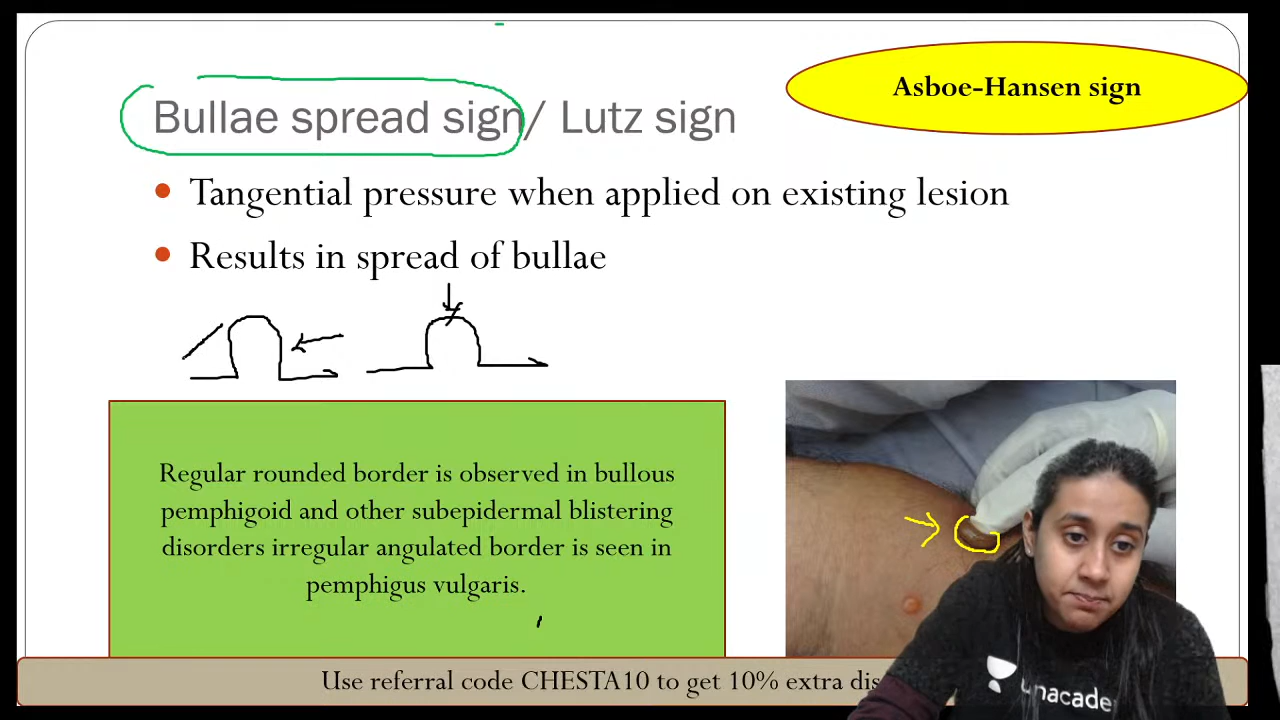 Asboe-Hansen sign
Bullae spread sign/ Lutz sign
• Tangential pressure when applied on existing lesion
• Results in spread of bullae
Regular rounded border is observed in bullous
pemphigoid and other subepidermal blistering
disorders irregular angulated border is seen in
pemphigus vulgaris.
Use referral code CHESTA10 to get 10% extra